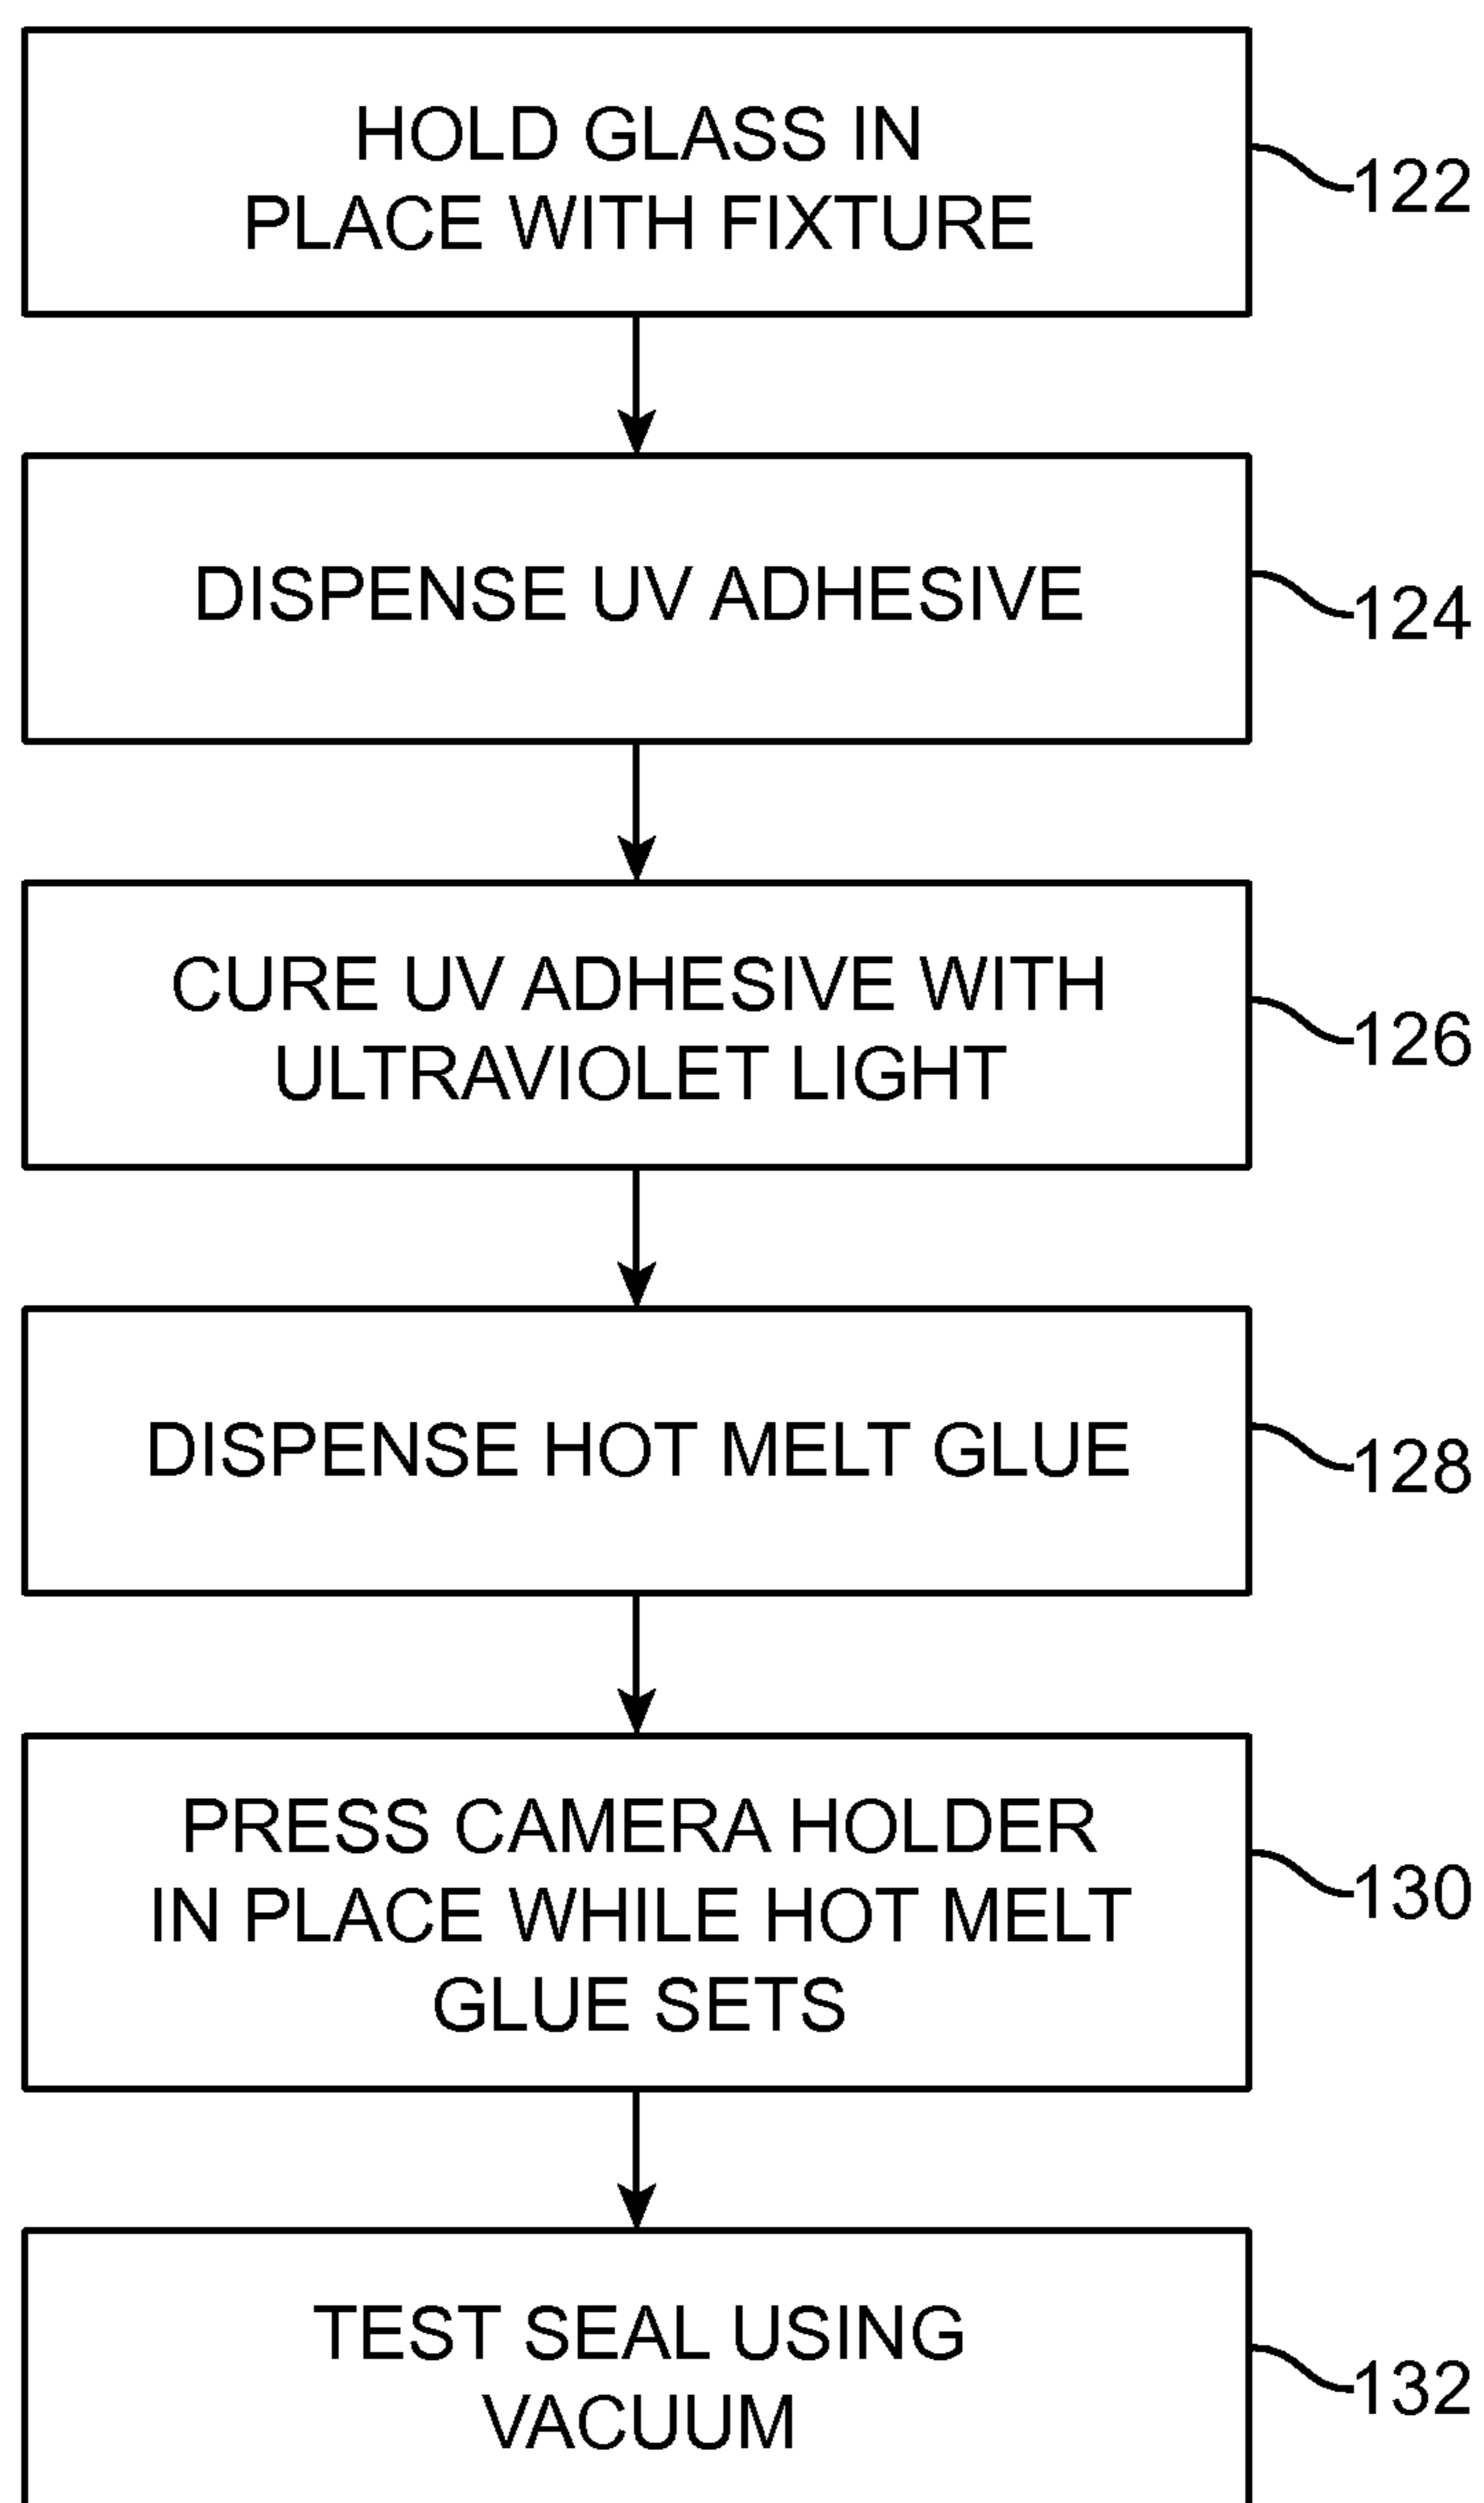 HOLD GLASS IN
PLACE WITH FIXTURE
122
DISPENSE UV ADHESIVE
124
CURE UV ADHESIVE WITH
ULTRAVIOLET LIGHT
126
DISPENSE HOT MELT GLUE
128
PRESS CAMERA HOLDER
IN PLACE WHILE HOT MELT
GLUE SETS
130
TEST SEAL USING
VACUUM
132